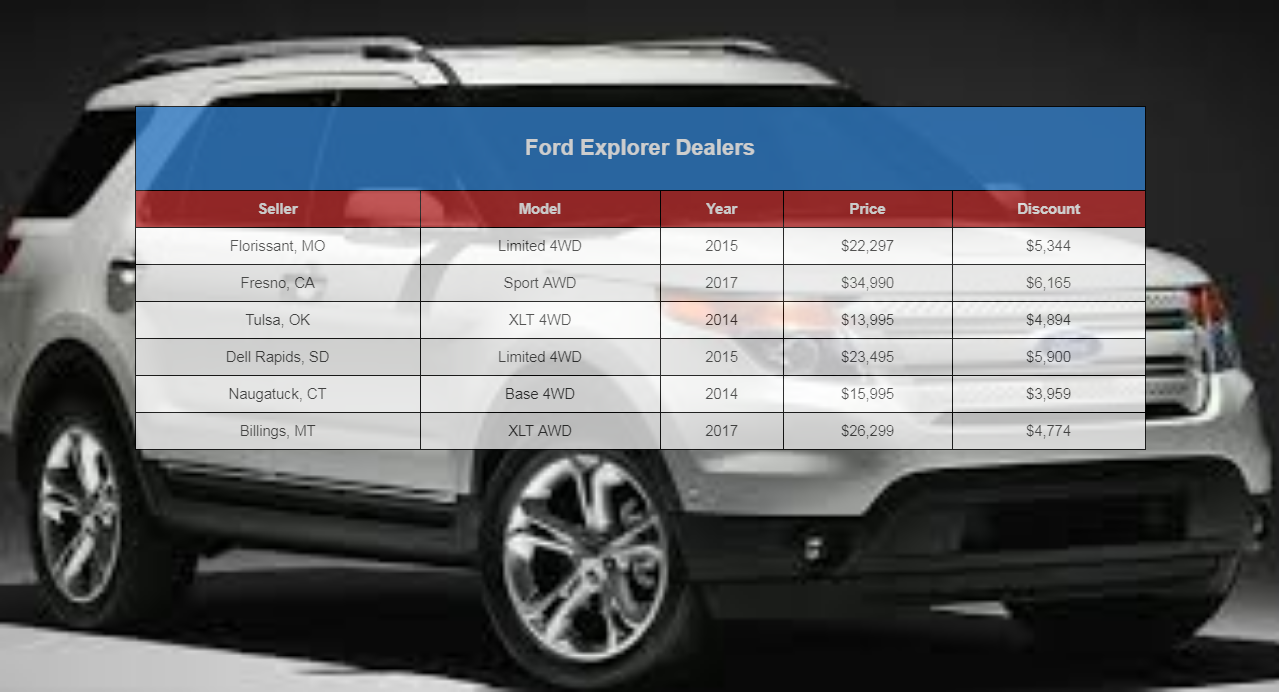 Ford Explorer Dealers
Seller Model Year Price Discount
Florissant, MO Limited 4WD 2015 $22,297 $5,344
Fresno, CA Sport AWD 2017 $34,990 $6,165
Tulsa, OK XLT 4WD 2014 $13,995 $4,894
Dell Rapids, SD Limited 4WD 2015 $23,495 $5,900
Naugatuck, CT Base 4WD 2014 $15,995 $3,959
Billings, MT XLT AWD 2017 $26,299 $4,774